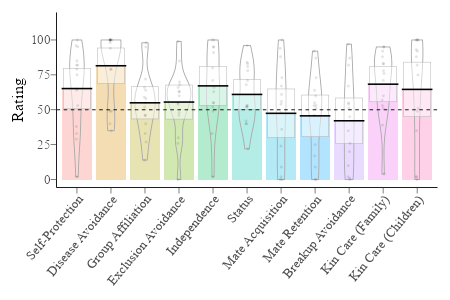 100
75
50
25
0
Rating
Self-Protection
Disease Avoidance
Group Affiliation
Exclusion Avoidance
Independence
Status
Mate Acquisition
Mate Retention
Breakup Avoidance
Kin Care (Family)
Kin Care (Children)